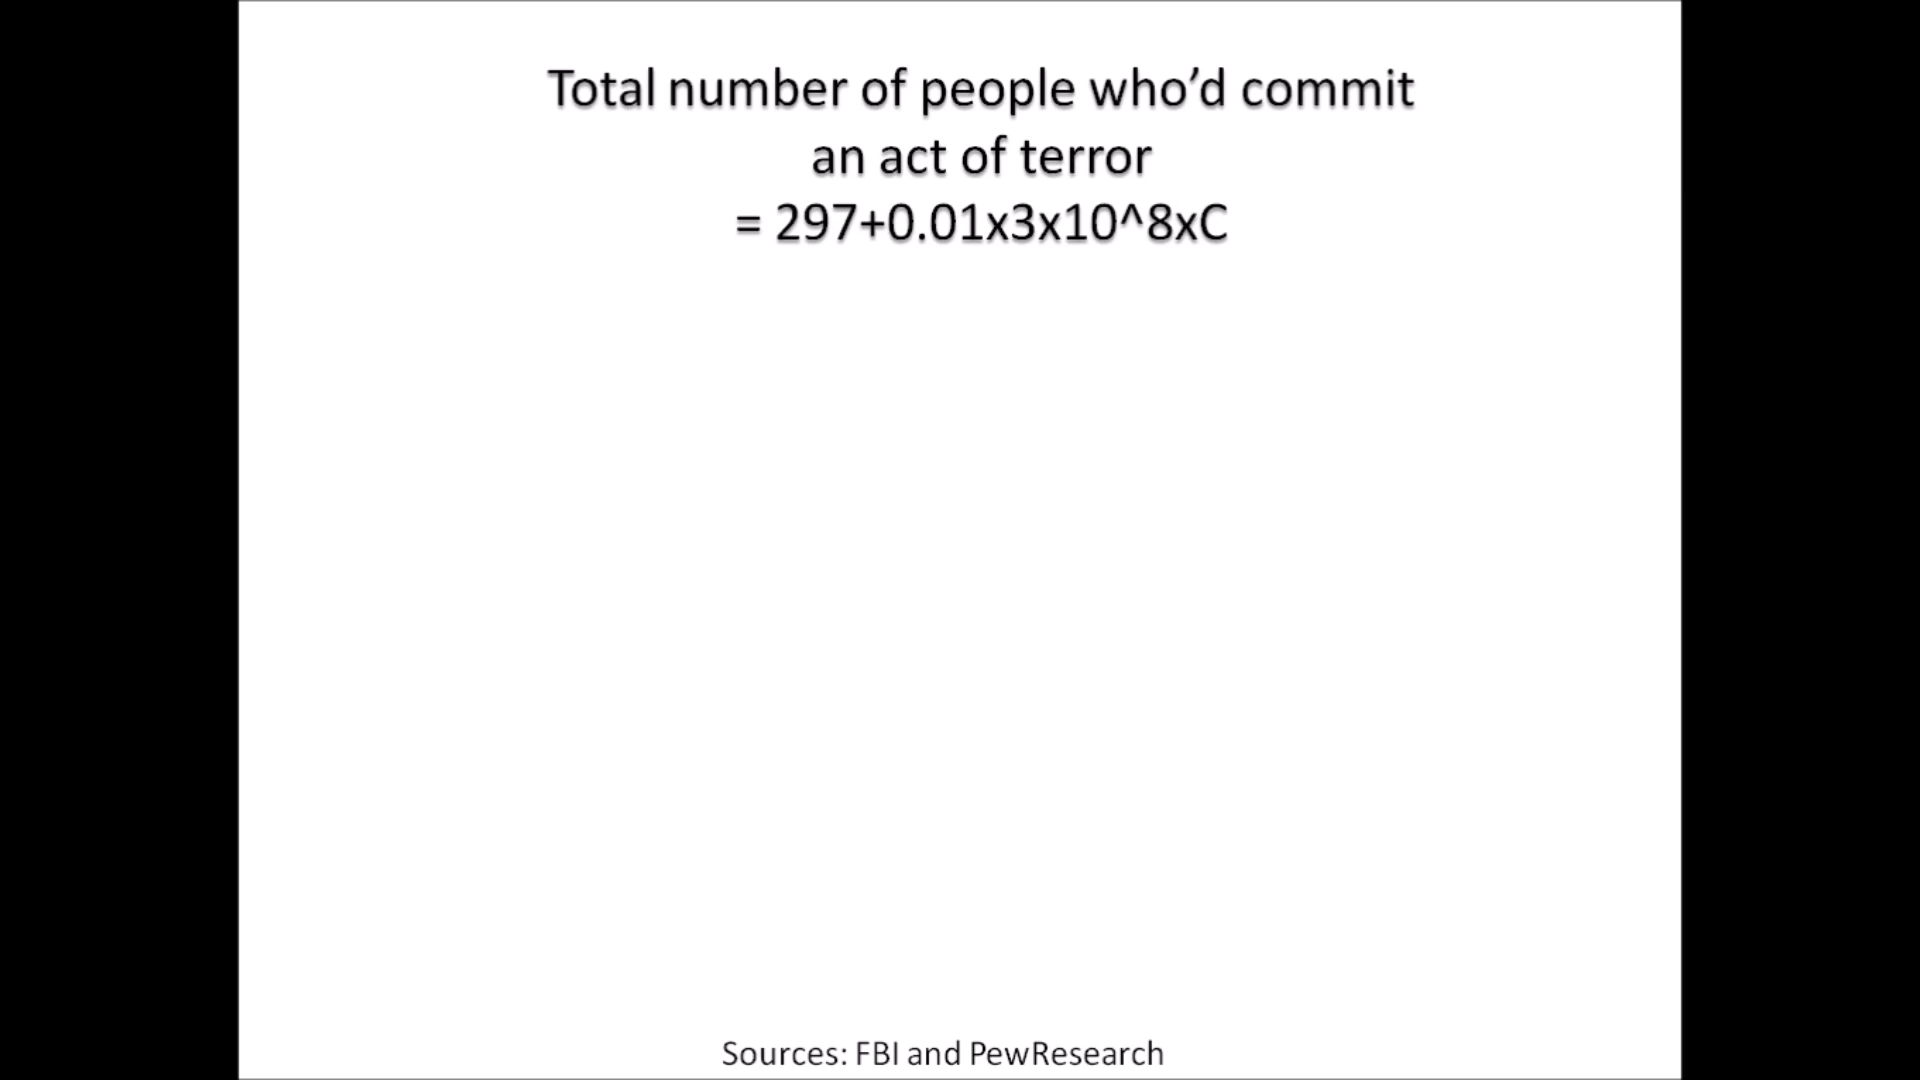 Total number of people who’d commit
an act of terror
= 297+0.01x3x10^8xC
Sources: FBI and PewResearch